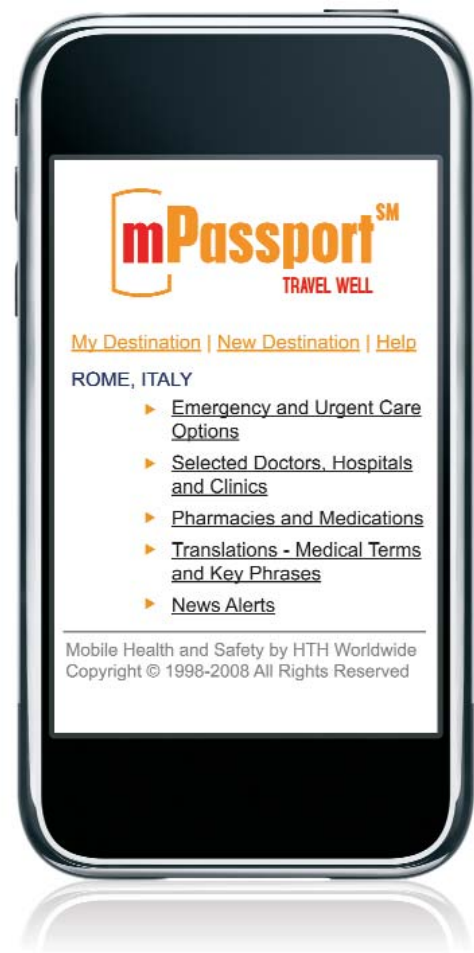 mPassport SM
TRAVEL WELL
My Destination | New Destination | Help
ROME, ITALY
Emergency and Urgent Care
Options
Selected Doctors, Hospitals
and Clinics
Pharmacies and Medications
Translations - Medical Terms
and Key Phrases
News Alerts
Mobile Health and Safety by HTH Worldwide
Copyright © 1998-2008 All Rights Reserved